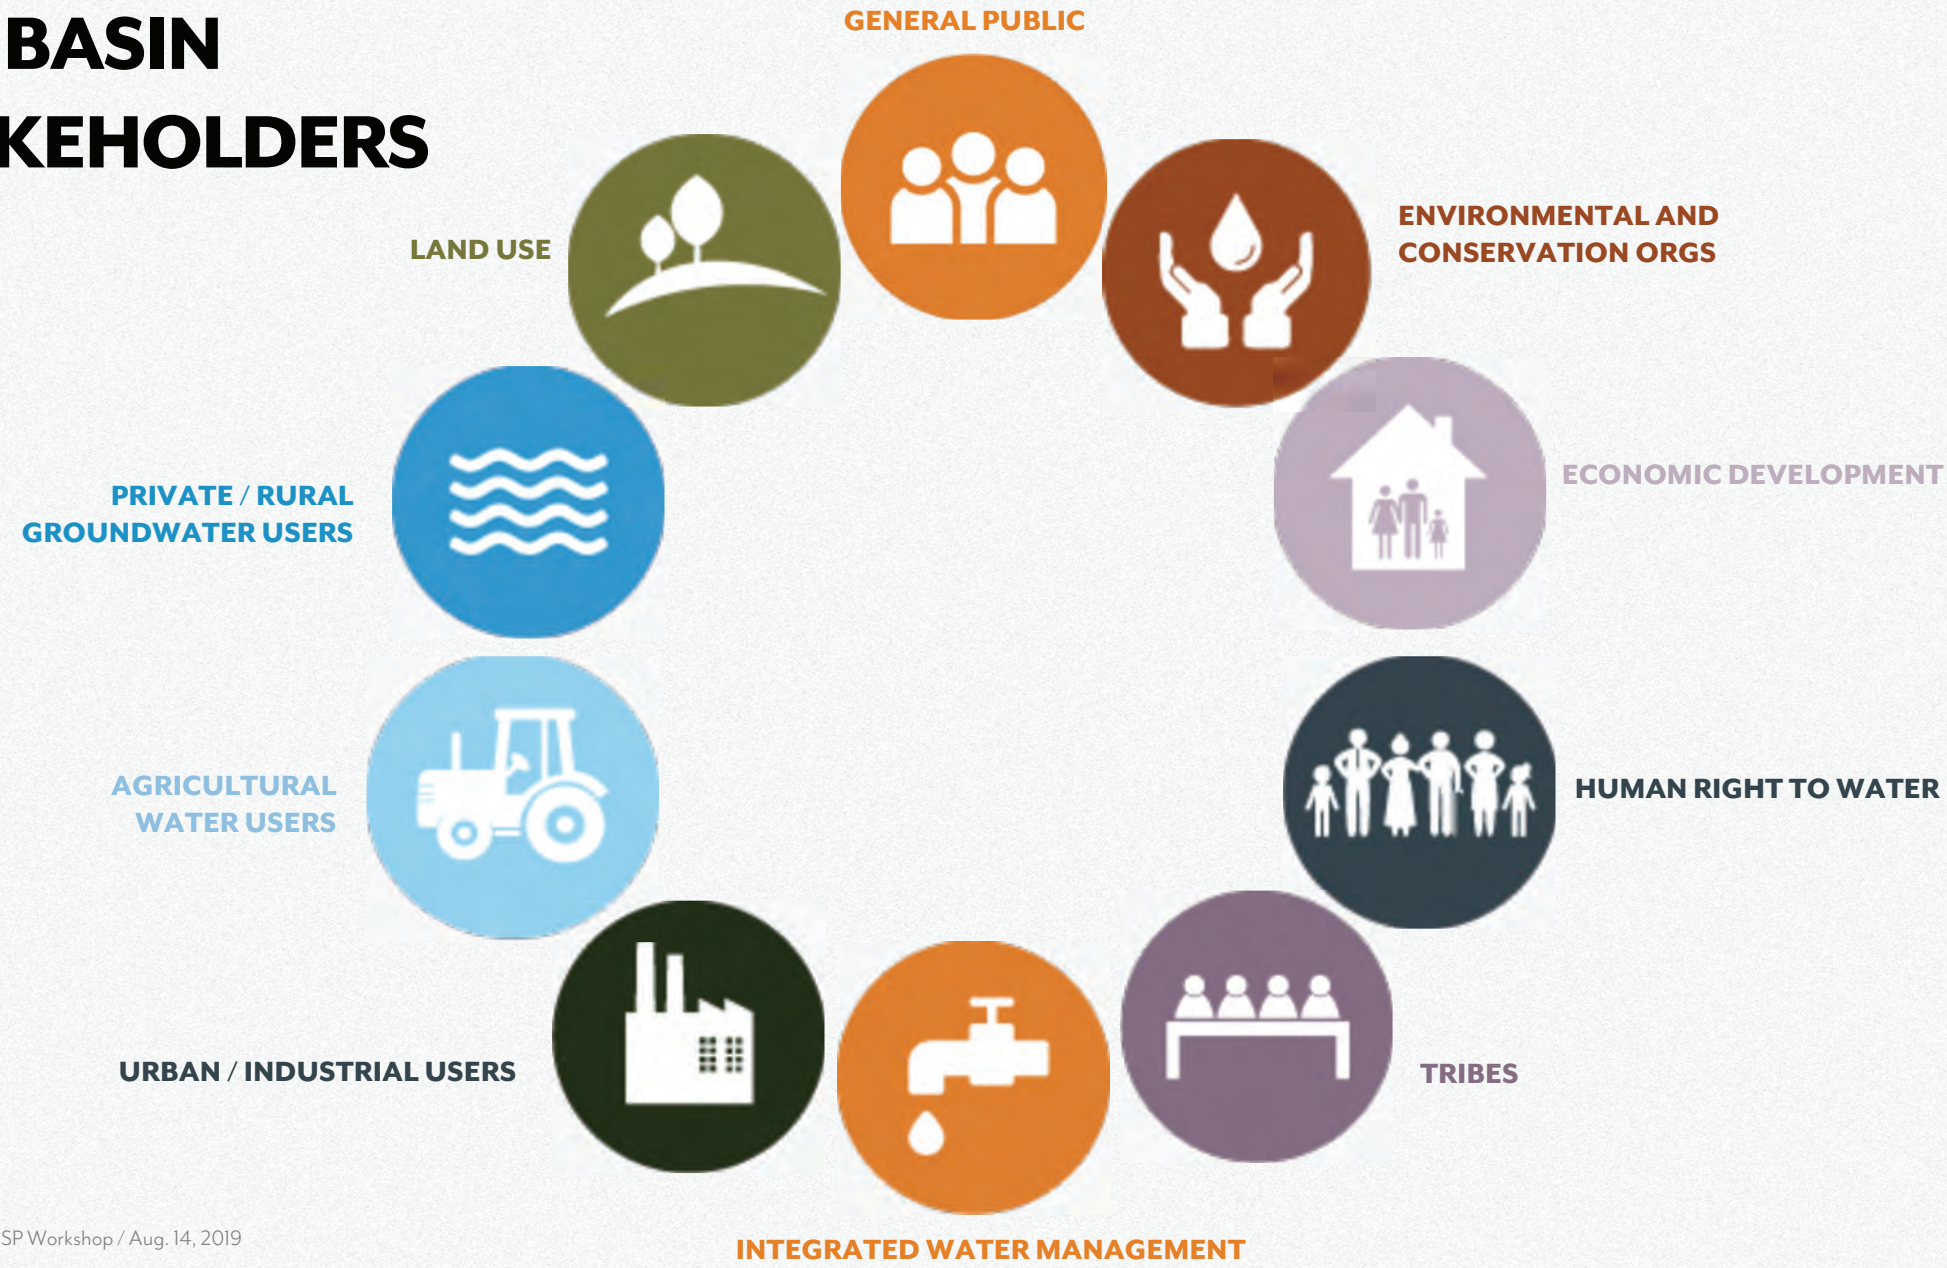 BASIN
KEHOLDERS
GENERAL PUBLIC
ENVIRONMENTAL AND
CONSERVATION ORGS
LAND USE
ECONOMIC DEVELOPMENT
PRIVATE / RURAL
GROUNDWATER USERS
AGRICULTURAL
WATER USERS
HUMAN RIGHT TO WATER
URBAN / INDUSTRIAL USERS
TRIBES
INTEGRATED WATER MANAGEMENT
SP Workshop / Aug. 14, 2019